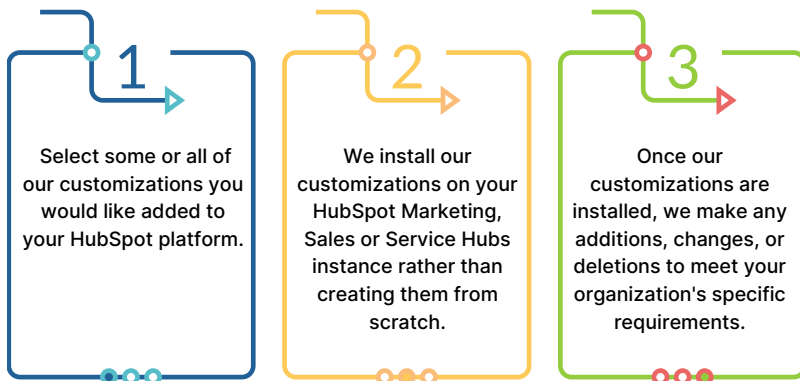 1
Select some or all of
our customizations you
would like added to
your HubSpot platform.
2
We install our
customizations on your
HubSpot Marketing,
Sales or Service Hubs
instance rather than
creating them from
scratch.
3
Once our
customizations are
installed, we make any
additions, changes, or
deletions to meet your
organization's specific
requirements.